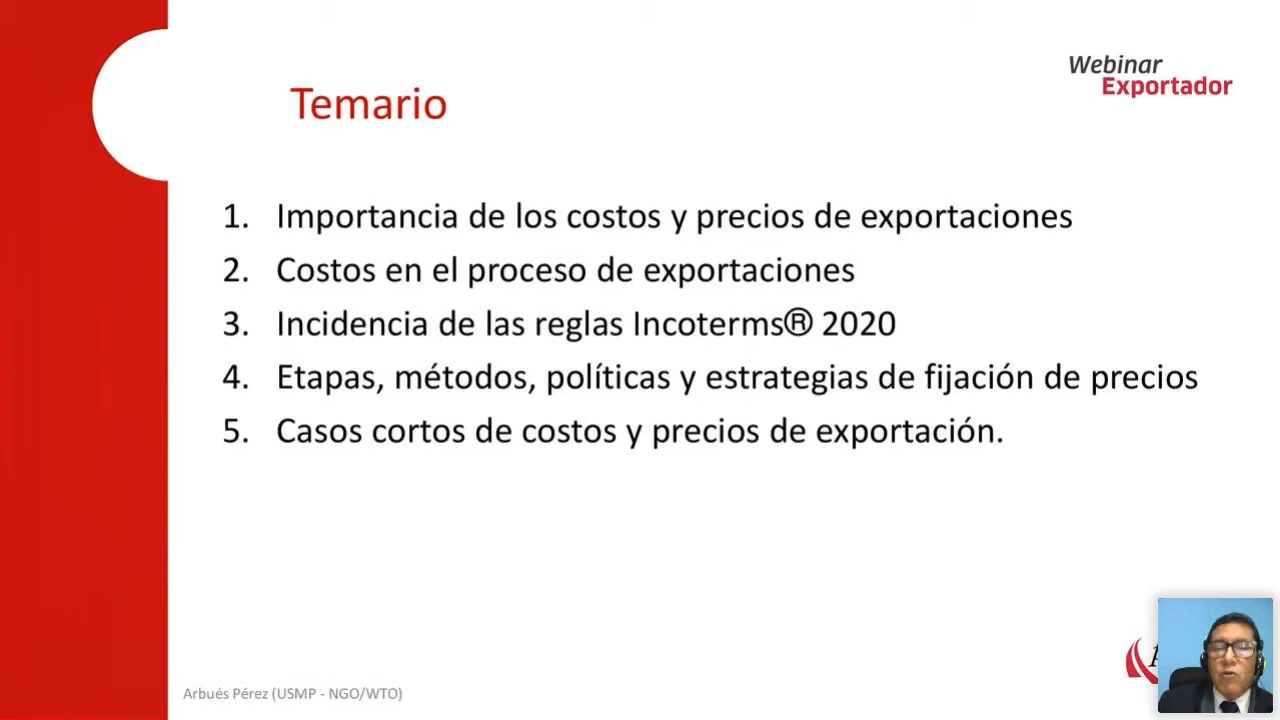 Webinar
Exportador
Temario
1. Importancia de los costos y precios de exportaciones
2. Costos en el proceso de exportaciones
3. Incidencia de las reglas Incoterms® 2020
4. Etapas, métodos, políticas y estrategias de fijación de precios
5. Casos cortos de costos y precios de exportación.
Arbués Pérez (USMP - NGO/WTO)